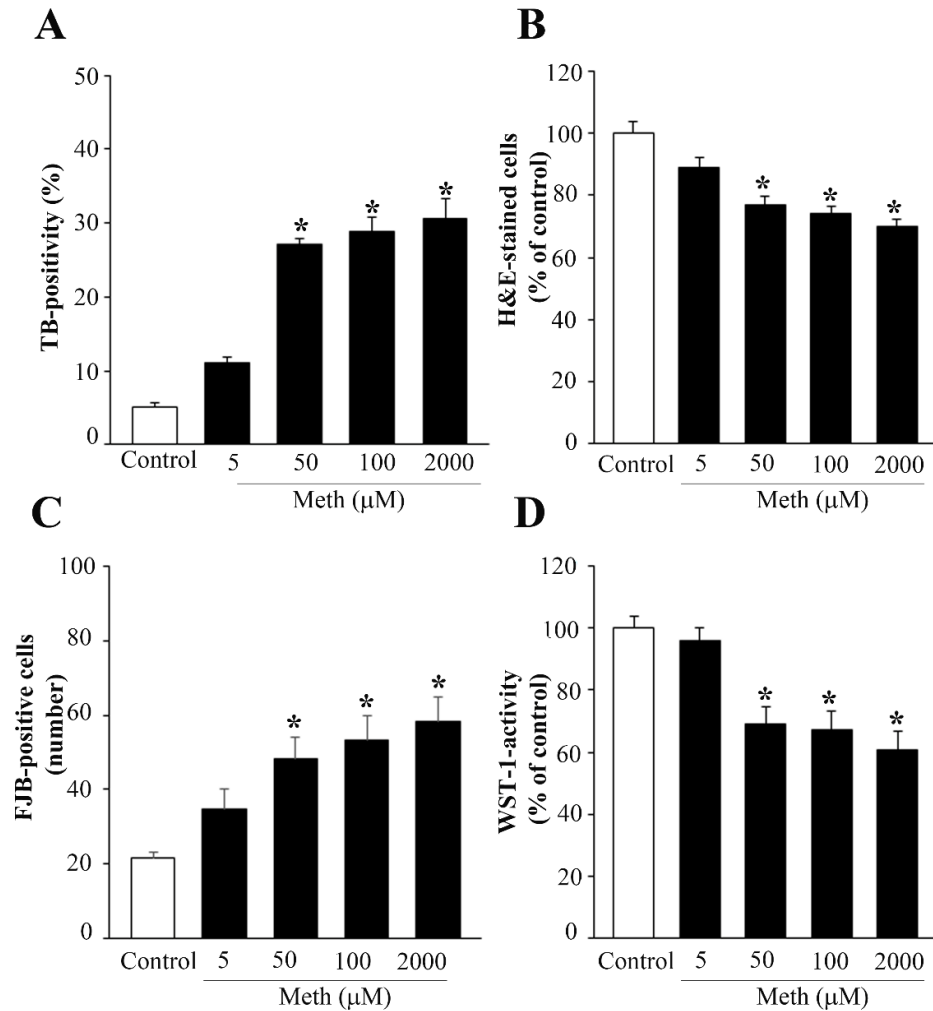 A
TB-positivity (%)
50
40
30
20
10
0
*
*
*
Control 5 50 100 2000
Meth (μM)
B
H&E-stained cells
(% of control)
120
100
80
60
40
20
0
*
*
*
Control 5 50 100 2000
Meth (μM)
C
FJB-positive cells
(number)
100
80
60
40
20
0
*
*
*
Control 5 50 100 2000
Meth (μM)
D
WST-1-activity
(% of control)
120
100
80
60
40
20
0
*
*
*
Control 5 50 100 2000
Meth (μM)